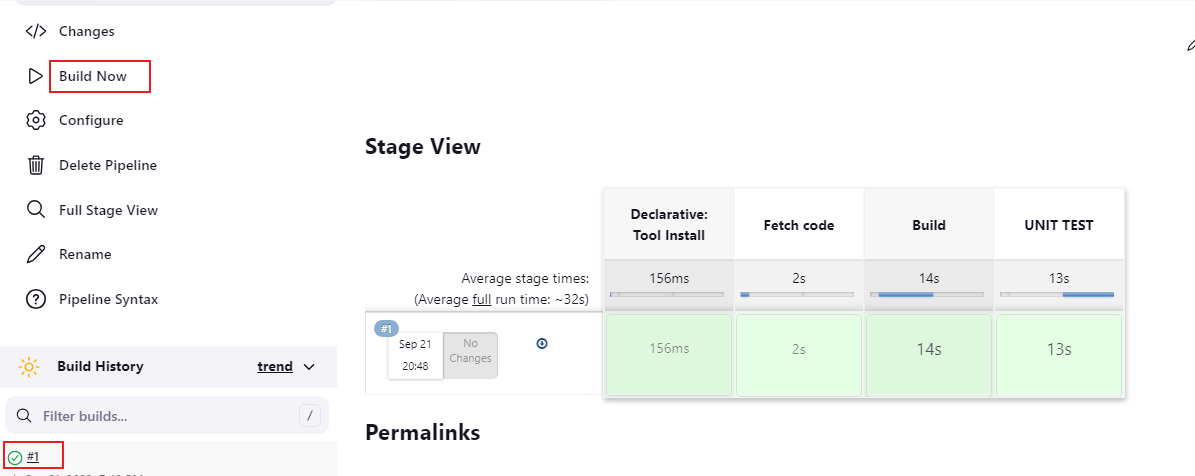 Changes
Build Now
Configure
Delete Pipeline
Full Stage View
Rename
Pipeline Syntax
Build History
trend
Filter builds...
/
#1
Stage View
Declarative:
Tool Install
Fetch code
Build
UNIT TEST
Average stage times:
(Average full run time: ~32s)
156ms
2s
14s
13s
#1
Sep 21
20:48
No
Changes
156ms
2s
14s
13s
Permalinks